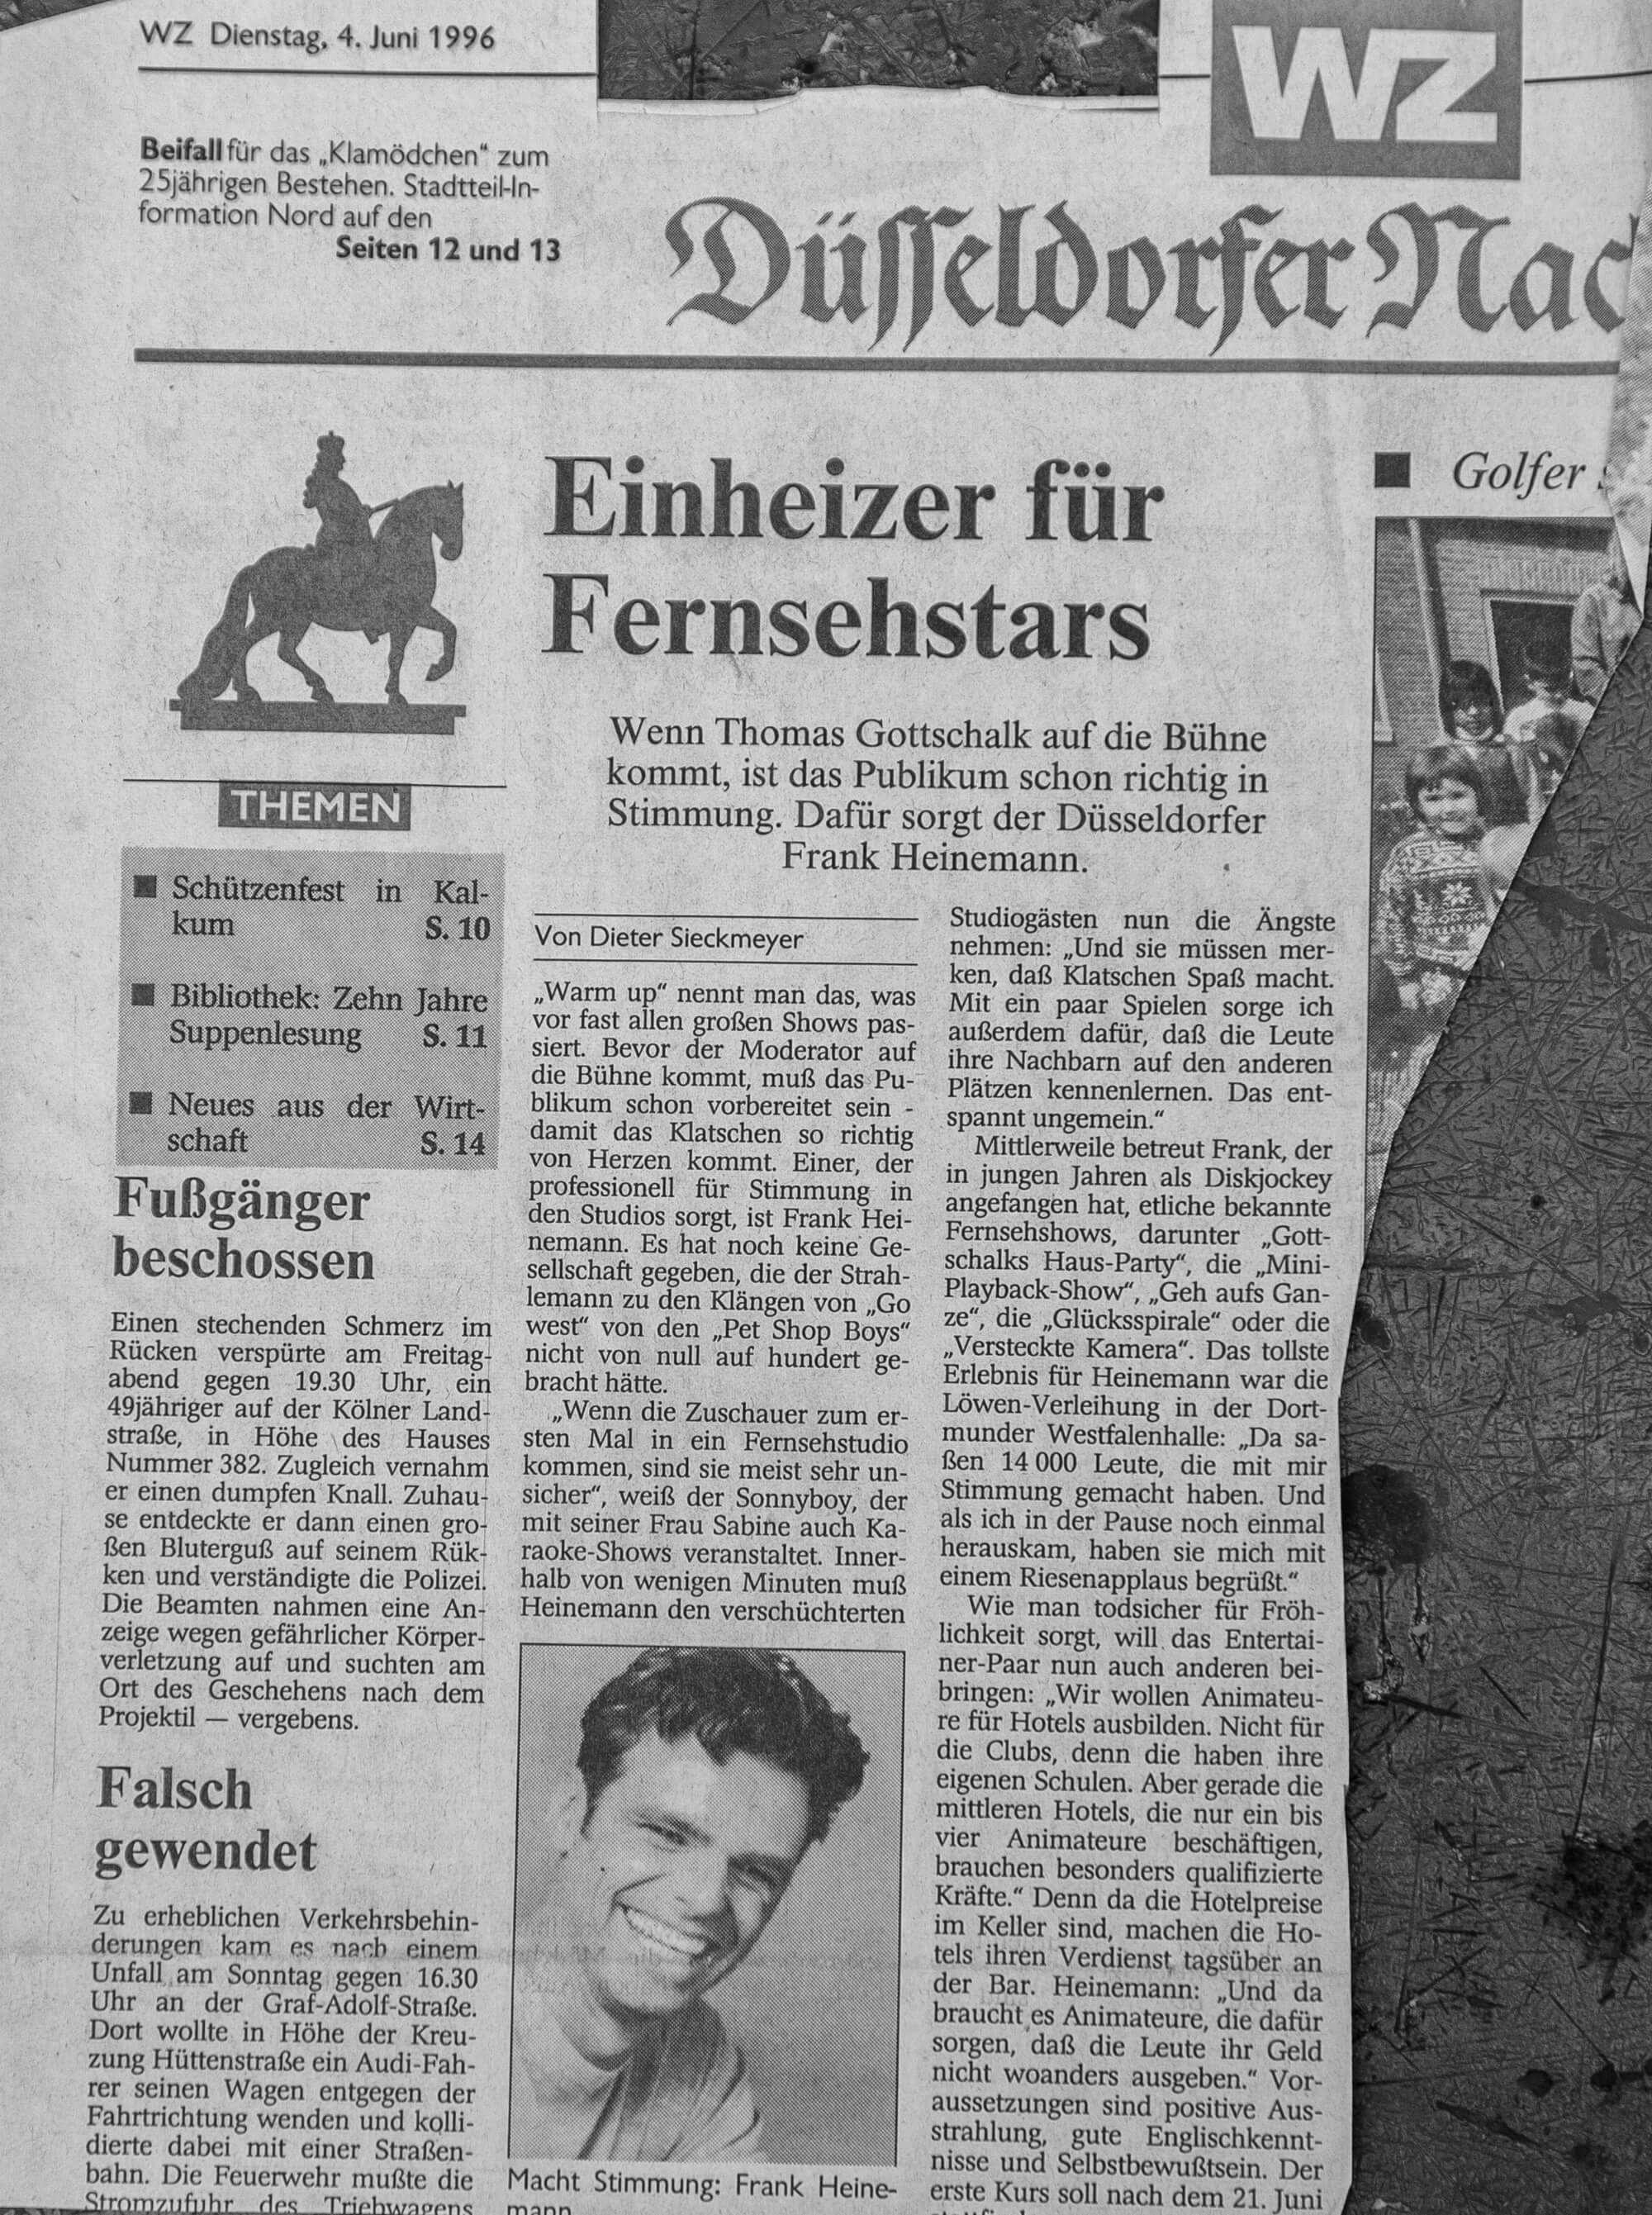 WZ Dienstag, 4. Juni 1996
WZ
Beifall für das „Klamödchen“ zum
25jährigen Bestehen. Stadtteil-In-
formation Nord auf den
Seiten 12 und 13
Düsseldorfer Nac
THEMEN
Schützenfest in Kal-
kum S. 10
Bibliothek: Zehn Jahre
Suppenlesung S. 11
Neues aus der Wirt-
schaft S. 14
Fußgänger
beschossen
Einen stechenden Schmerz im
Rücken verspürte am Freitag-
abend gegen 19.30 Uhr, ein
49jähriger auf der Kölner Land-
straße, in Höhe des Hauses
Nummer 382. Zugleich vernahm
er einen dumpfen Knall. Zuhau-
se entdeckte er dann einen gro-
ßen Bluterguß auf seinem Rük-
ken und verständigte die Polizei.
Die Beamten nahmen eine An-
zeige wegen gefährlicher Körper-
verletzung auf und suchten am
Ort des Geschehens nach dem
Projektil — vergebens.
Falsch
gewendet
Zu erheblichen Verkehrsbehin-
derungen kam es nach einem
Unfall am Sonntag gegen 16.30
Uhr an der Graf-Adolf-Straße.
Dort wollte in Höhe der Kreu-
zung Hüttenstraße ein Audi-Fah-
rer seinen Wagen entgegen der
Fahrtrichtung wenden und kolli-
dierte dabei mit einer Straßen-
bahn. Die Feuerwehr mußte die
Stromzufuhr des Triebwagens
Einheizer für
Fernsehstars
Wenn Thomas Gottschalk auf die Bühne
kommt, ist das Publikum schon richtig in
Stimmung. Dafür sorgt der Düsseldorfer
Frank Heinemann.
Von Dieter Sieckmeyer
„Warm up“ nennt man das, was
vor fast allen großen Shows pas-
siert. Bevor der Moderator auf
die Bühne kommt, muß das Pu-
blikum schon vorbereitet sein -
damit das Klatschen so richtig
von Herzen kommt. Einer, der
professionell für Stimmung in
den Studios sorgt, ist Frank Hei-
nemann. Es hat noch keine Ge-
sellschaft gegeben, die der Strah-
lemann zu den Klängen von „Go
west“ von den „Pet Shop Boys“
nicht von null auf hundert ge-
bracht hätte.
„Wenn die Zuschauer zum er-
sten Mal in ein Fernsehstudio
kommen, sind sie meist sehr un-
sicher“, weiß der Sonnyboy, der
mit seiner Frau Sabine auch Ka-
raoke-Shows veranstaltet. Inner-
halb von wenigen Minuten muß
Heinemann den verschüchterten
Macht Stimmung: Frank Heine-
mann
Studiogästen nun die Ängste
nehmen: „Und sie müssen mer-
ken, daß Klatschen Spaß macht.
Mit ein paar Spielen sorge ich
außerdem dafür, daß die Leute
ihre Nachbarn auf den anderen
Plätzen kennenlernen. Das ent-
spannt ungemein.“
Mittlerweile betreut Frank, der
in jungen Jahren als Diskjockey
angefangen hat, etliche bekannte
Fernsehshows, darunter „Gott-
schalks Haus-Party“, die „Mini-
Playback-Show“, „Geh aufs Gan-
ze“, die „Glücksspirale“ oder die
„Versteckte Kamera“. Das tollste
Erlebnis für Heinemann war die
Löwen-Verleihung in der Dort-
munder Westfalenhalle: „Da sa-
ßen 14 000 Leute, die mit mir
Stimmung gemacht haben. Und
als ich in der Pause noch einmal
herauskam, haben sie mich mit
einem Riesenapplaus begrüßt.“
Wie man todsicher für Fröh-
lichkeit sorgt, will das Entertai-
ner-Paar nun auch anderen bei-
bringen: „Wir wollen Animateu-
re für Hotels ausbilden. Nicht für
die Clubs, denn die haben ihre
eigenen Schulen. Aber gerade die
mittleren Hotels, die nur ein bis
vier Animateure beschäftigen,
brauchen besonders qualifizierte
Kräfte.“ Denn da die Hotelpreise
im Keller sind, machen die Ho-
tels ihren Verdienst tagsüber an
der Bar. Heinemann: „Und da
braucht es Animateure, die dafür
sorgen, daß die Leute ihr Geld
nicht woanders ausgeben.“ Vor-
aussetzungen sind positive Aus-
strahlung, gute Englischkennt-
nisse und Selbstbewußtsein. Der
erste Kurs soll nach dem 21. Juni
Golfer